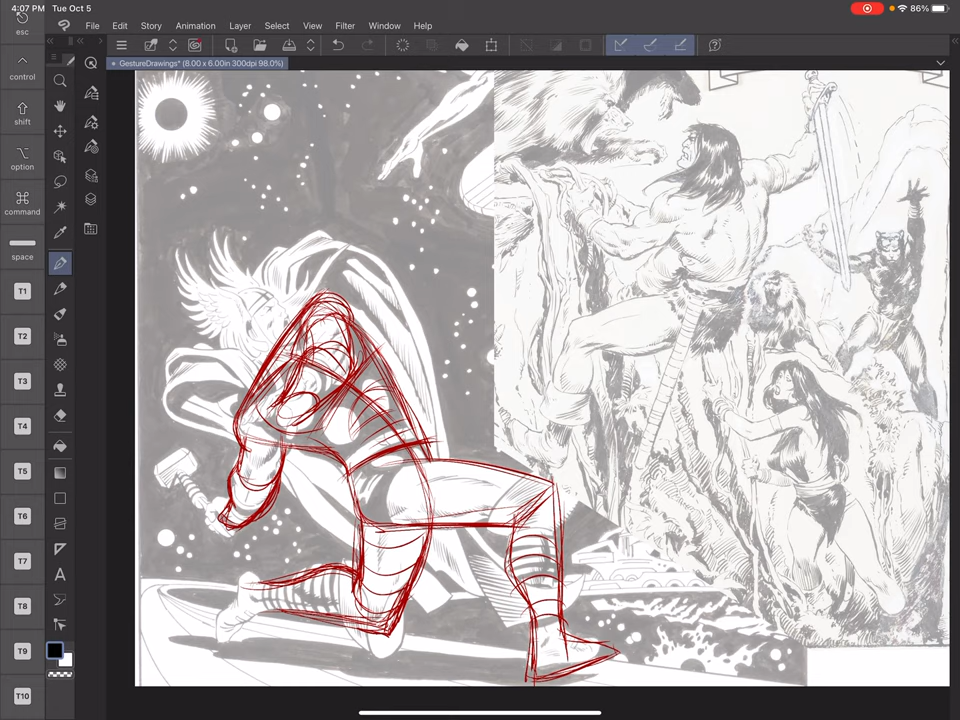 4:07 PM Tue Oct 5
86%
esc
File Edit Story Animation Layer Select View Filter Window Help
control
GestureDrawings* (8.00 x 6.00in 300dpi 98.0%)
shift
option
command
space
T1
T2
T3
T4
T5
T6
T7
T8
T9
T10